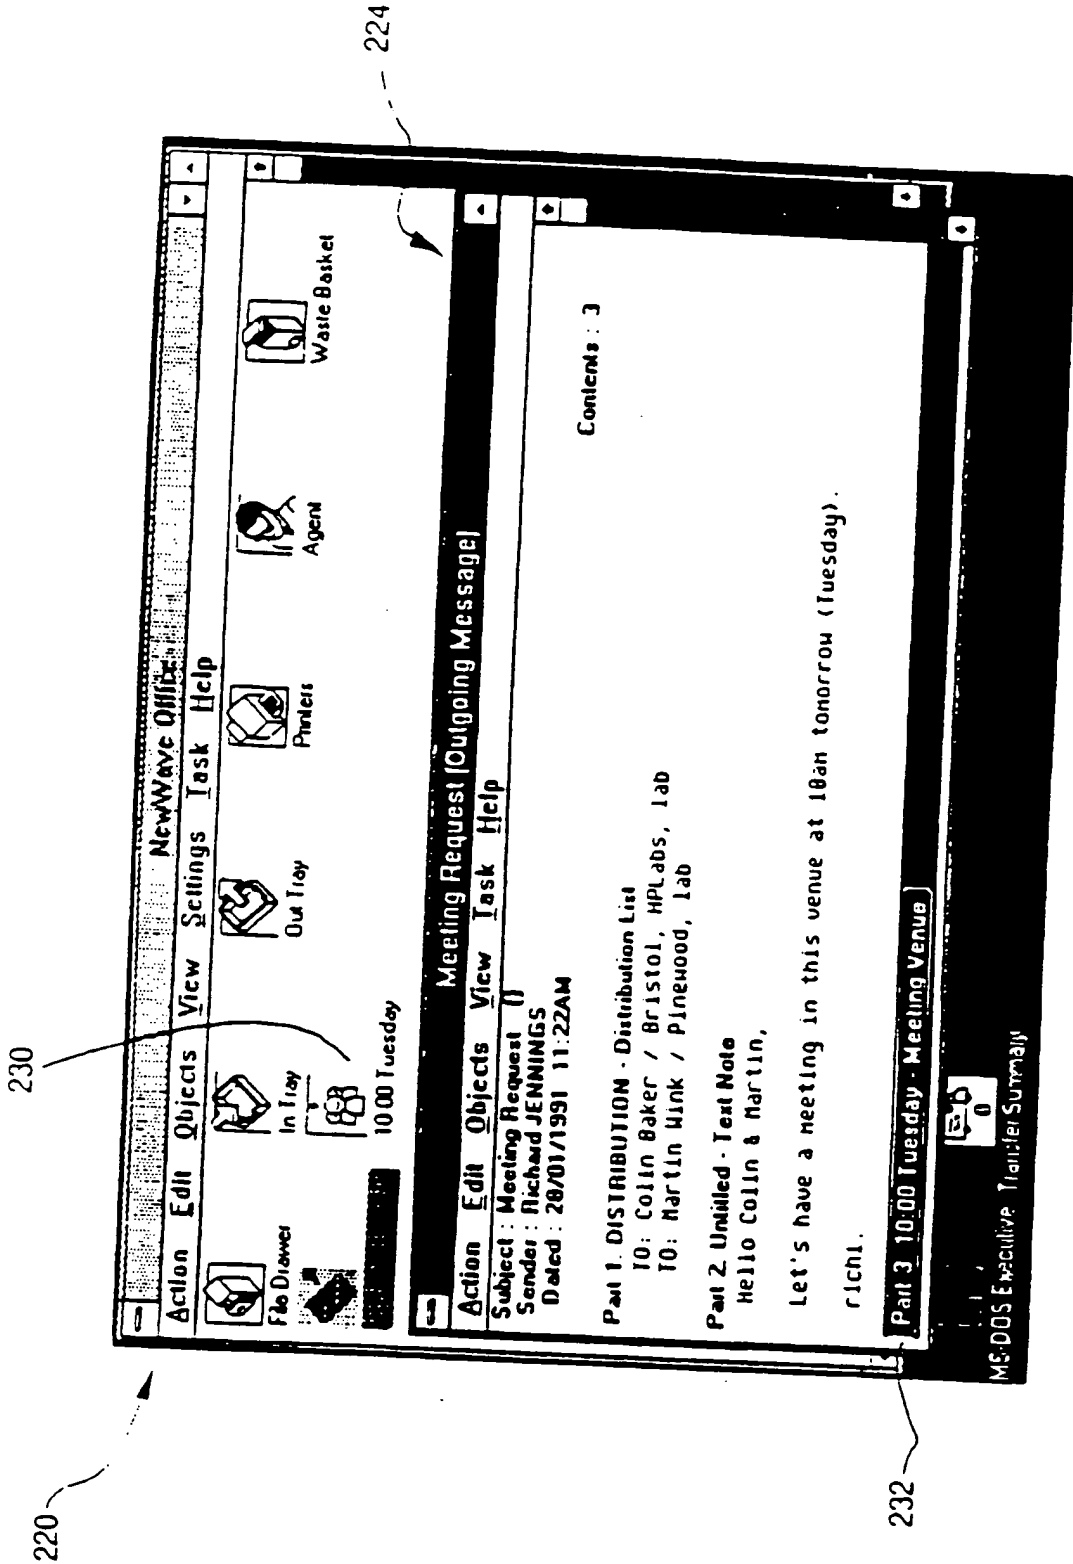 220
230
224
NewWave Office
Action Edit Objects View Settings Task Help
File Drawer
In Tray
Out Tray
Printers
Agent
Waste Basket
10 00 Tuesday
Meeting Request [Outgoing Message]
Action Edit Objects View Task Help
Subject : Meeting Request ()
Sender : Richard JENNINGS
Dated : 28/01/1991 11:22AM
Contents : 3
Part 1. DISTRIBUTION - Distribution List
TO: Colin Baker / Bristol, HPLabs, lab
TO: Martin Wink / Pinewood, lab
Part 2. Untitled - Text Note
Hello Colin & Martin,
Let's have a meeting in this venue at 10am tomorrow (Tuesday).
richi.
Part 3 10:00 Tuesday - Meeting Venue
0
MS-DOS Executive Transfer Summary
232